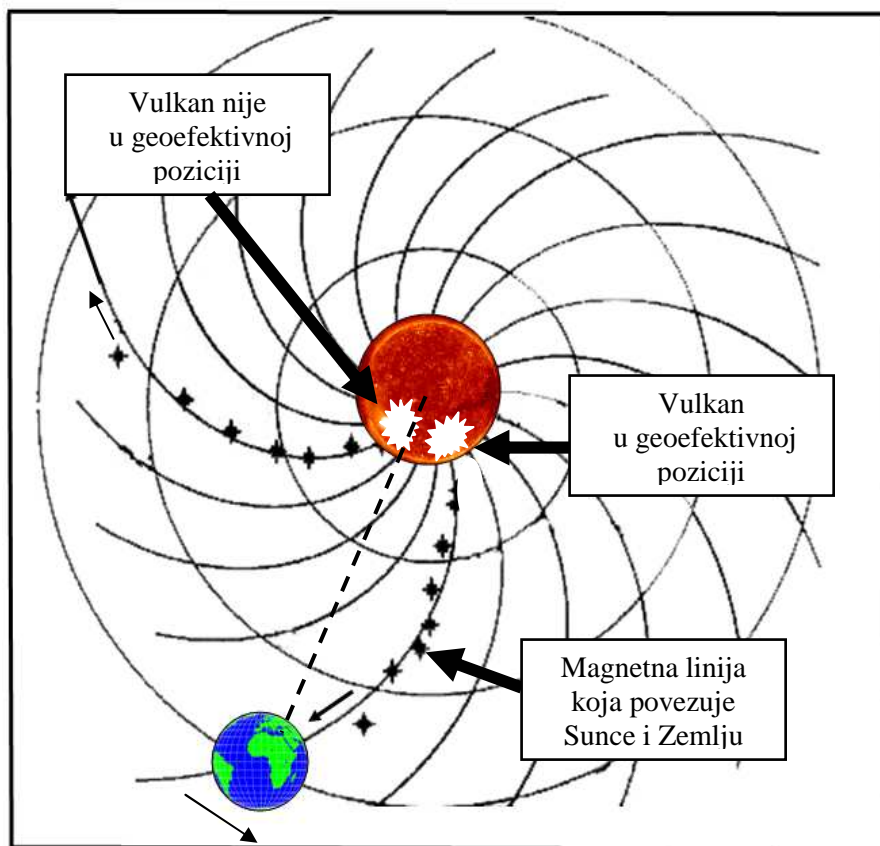 Vulkan nije
u geoefektivnoj
poziciji
Vulkan
u geoefektivnoj
poziciji
Magnetna linija
koja povezuje
Sunce i Zemlju